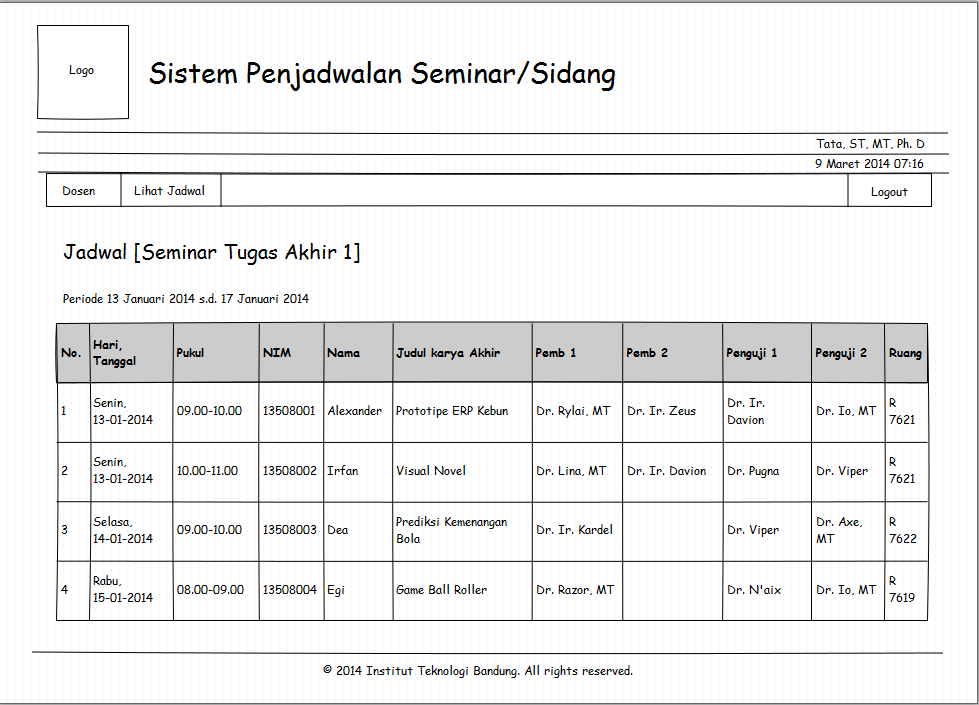 Logo
Sistem Penjadwalan Seminar/Sidang
Tata, ST, MT, Ph. D
9 Maret 2014 07:16
Dosen Lihat Jadwal Logout
Jadwal [Seminar Tugas Akhir 1]
Periode 13 Januari 2014 s.d. 17 Januari 2014
No. Hari, Tanggal Pukul NIM Nama Judul karya Akhir Pemb 1 Pemb 2 Penguji 1 Penguji 2 Ruang
1 Senin, 13-01-2014 09.00-10.00 13508001 Alexander Prototipe ERP Kebun Dr. Rylai, MT Dr. Ir. Zeus Dr. Ir. Davion Dr. Io, MT R 7621
2 Senin, 13-01-2014 10.00-11.00 13508002 Irfan Visual Novel Dr. Lina, MT Dr. Ir. Davion Dr. Pugna Dr. Viper R 7621
3 Selasa, 14-01-2014 09.00-10.00 13508003 Dea Prediksi Kemenangan Bola Dr. Ir. Kardel Dr. Viper Dr. Axe, MT R 7622
4 Rabu, 15-01-2014 08.00-09.00 13508004 Egi Game Ball Roller Dr. Razor, MT Dr. N'aix Dr. Io, MT R 7619
© 2014 Institut Teknologi Bandung. All rights reserved.